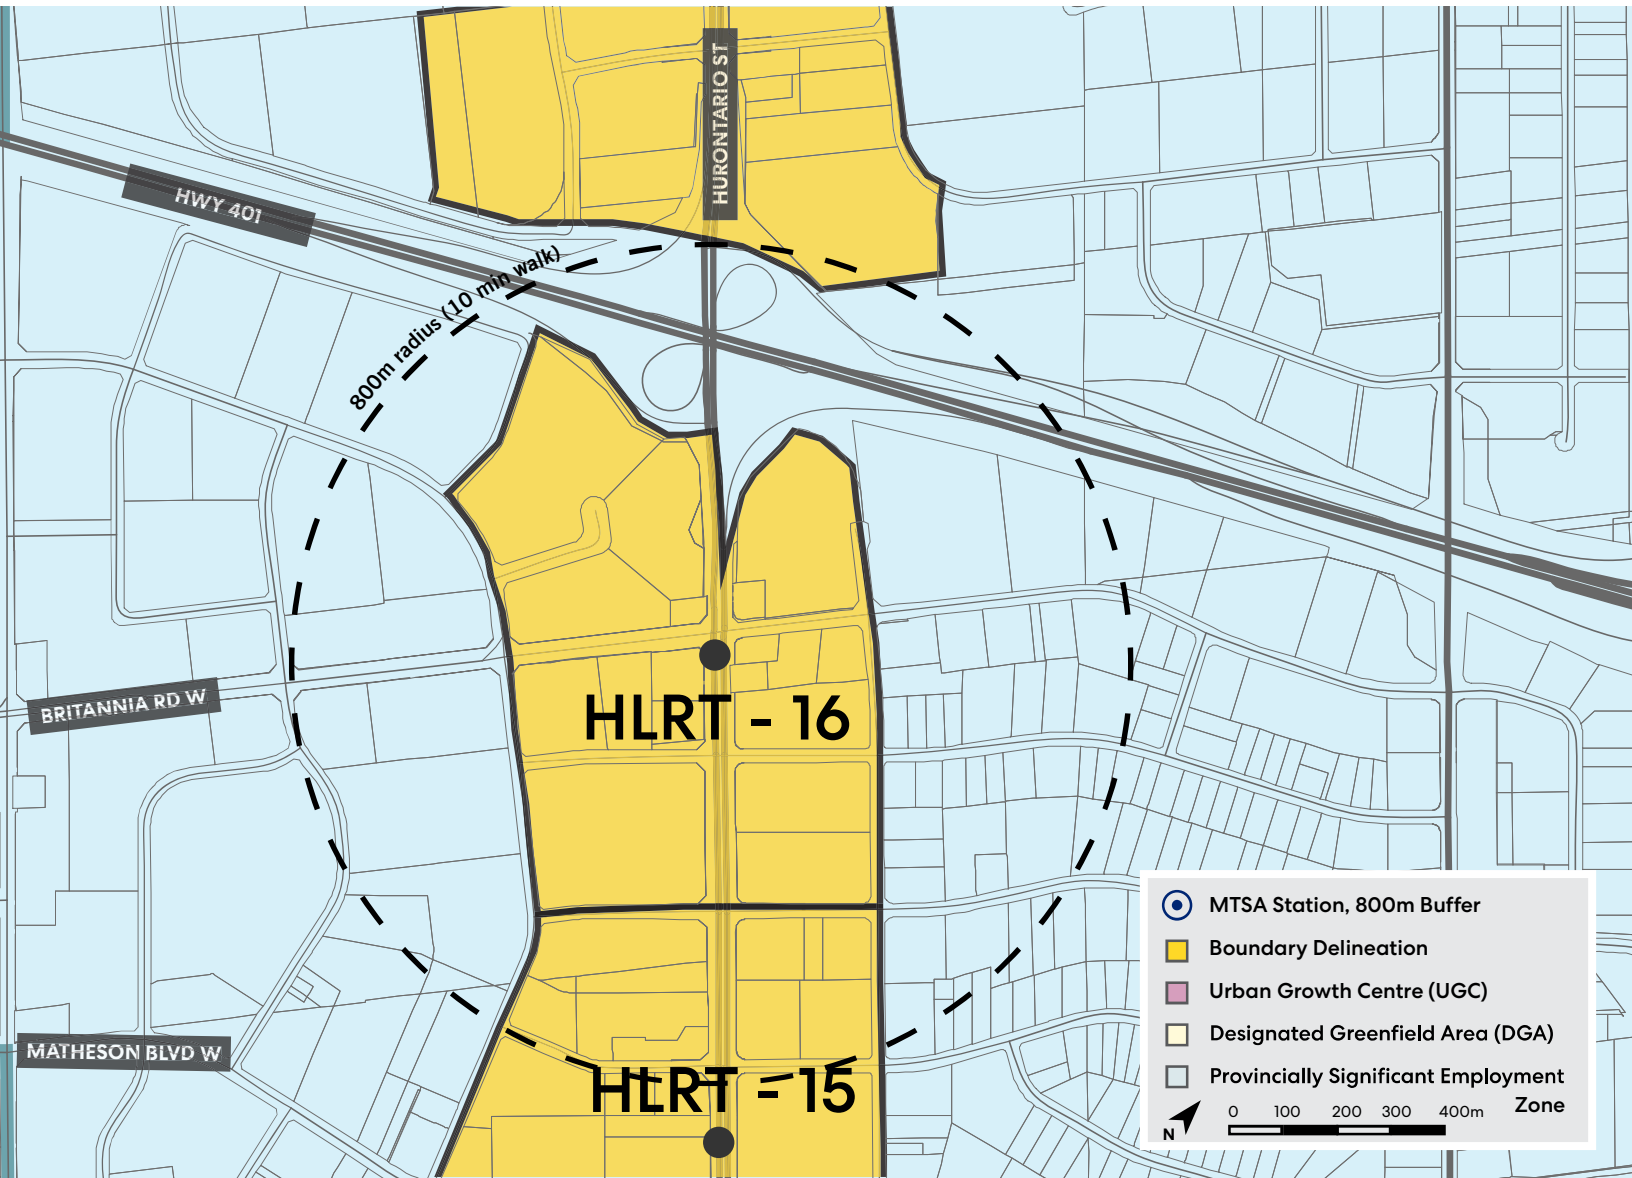 HURONTARIO ST
HWY 401
800m radius (10 min walk)
BRITANNIA RD W
HLRT - 16
MATHESON BLVD W
HLRT - 15
MTSA Station, 800m Buffer
Boundary Delineation
Urban Growth Centre (UGC)
Designated Greenfield Area (DGA)
Provincially Significant Employment
Zone
N
0 100 200 300 400m